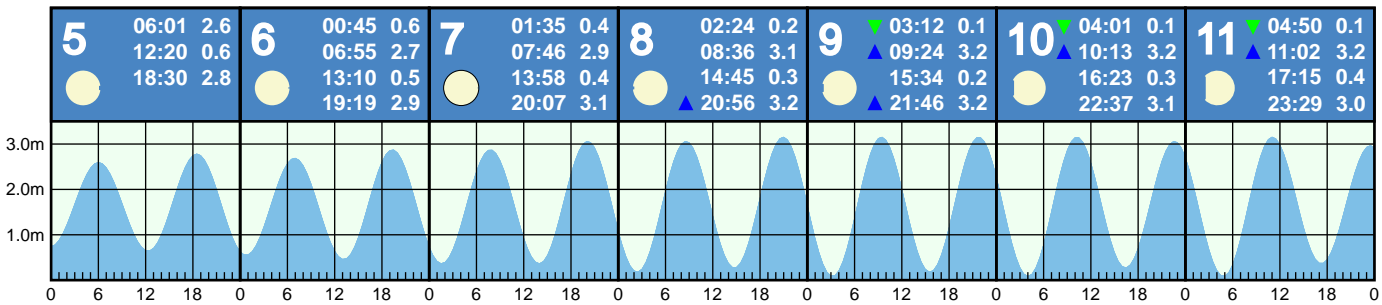 5
06:01 2.6
12:20 0.6
18:30 2.8
6
00:45 0.6
06:55 2.7
13:10 0.5
19:19 2.9
7
01:35 0.4
07:46 2.9
13:58 0.4
20:07 3.1
8
02:24 0.2
08:36 3.1
14:45 0.3
▲ 20:56 3.2
9
▼ 03:12 0.1
▲ 09:24 3.2
15:34 0.2
▲ 21:46 3.2
10
▼ 04:01 0.1
▲ 10:13 3.2
16:23 0.3
22:37 3.1
11
▼ 04:50 0.1
▲ 11:02 3.2
17:15 0.4
23:29 3.0
3.0m
2.0m
1.0m
0 6 12 18 0 6 12 18 0 6 12 18 0 6 12 18 0 6 12 18 0 6 12 18 0 6 12 18 0